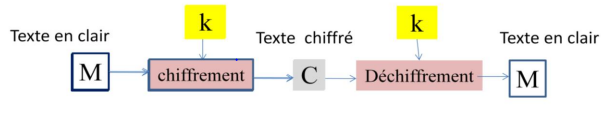 k k
Texte en clair Texte chiffré Texte en clair
M chiffrement C Déchiffrement M